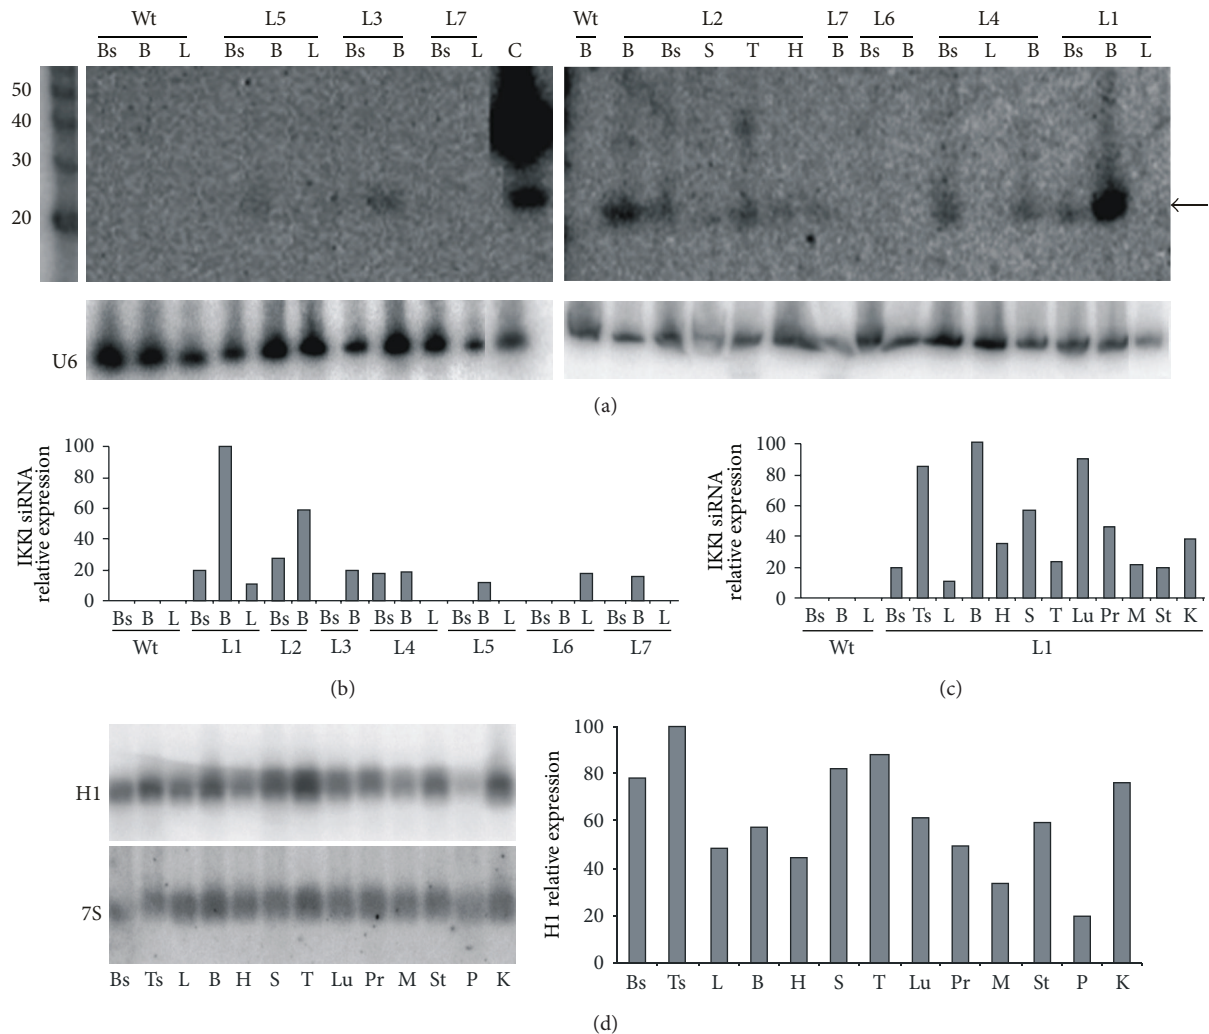 Wt L5 L3 L7 Wt L2 L7 L6 L4 L1
Bs B L Bs B L Bs B Bs L C B B Bs S T H B Bs B Bs L B Bs B L
50
40
30
20
U6
(a)
IKK1 siRNA
relative expression
100
80
60
40
20
0
Bs B L Bs B L Bs B Bs B Bs B L Bs B L Bs B L Bs B L
Wt L1 L2 L3 L4 L5 L6 L7
(b)
IKK1 siRNA
relative expression
100
80
60
40
20
0
Bs B L Bs Ts L B H S T Lu Pr M St K
Wt L1
(c)
H1
7S
Bs Ts L B H S T Lu Pr M St P K
H1 relative expression
100
80
60
40
20
0
Bs Ts L B H S T Lu Pr M St P K
(d)